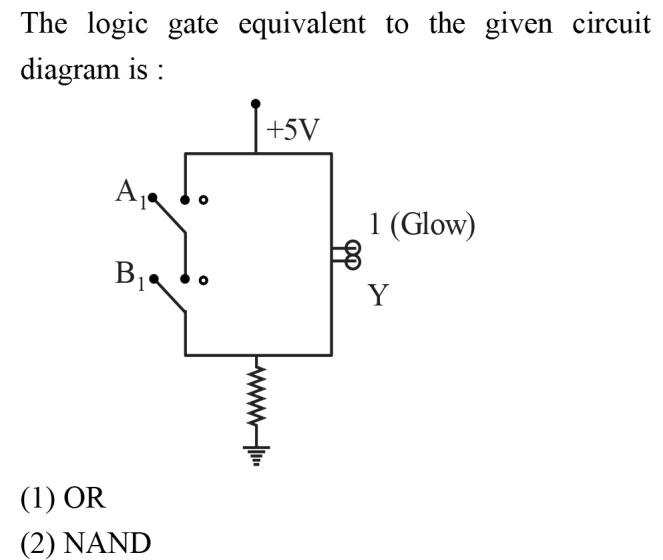 The logic gate equivalent to the given circuit
diagram is :
+5V
A1
1 (Glow)
B1
Y
(1) OR
(2) NAND